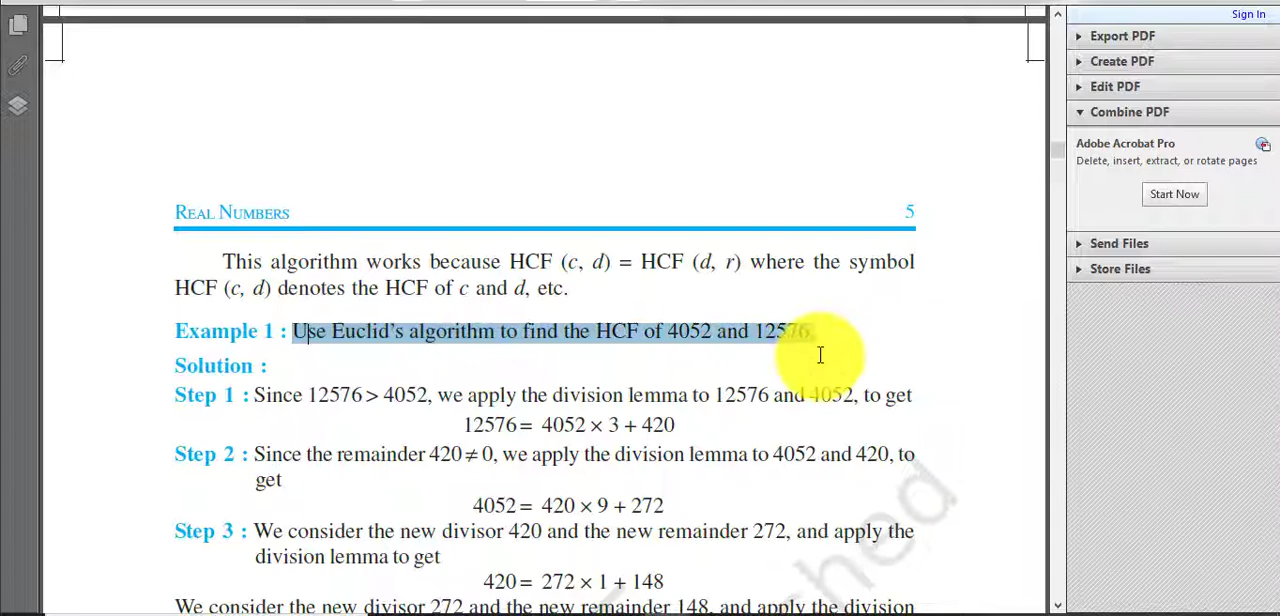 Sign In
Export PDF
Create PDF
Edit PDF
Combine PDF
Adobe Acrobat Pro
Delete, insert, extract, or rotate pages
Start Now
Send Files
Store Files
REAL NUMBERS 5
This algorithm works because HCF (c, d) = HCF (d, r) where the symbol
HCF (c, d) denotes the HCF of c and d, etc.
Example 1 : Use Euclid's algorithm to find the HCF of 4052 and 12576.
Solution :
Step 1 : Since 12576 > 4052, we apply the division lemma to 12576 and 4052, to get
12576 = 4052 × 3 + 420
Step 2 : Since the remainder 420 ≠ 0, we apply the division lemma to 4052 and 420, to
get
4052 = 420 × 9 + 272
Step 3 : We consider the new divisor 420 and the new remainder 272, and apply the
division lemma to get
420 = 272 × 1 + 148
We consider the new divisor 272 and the new remainder 148, and apply the division